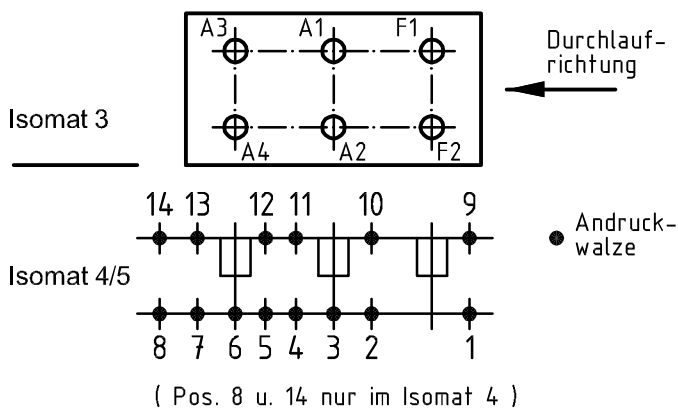 A3 A1 F1
Durchlauf-
richtung
Isomat 3
A4 A2 F2
14 13 12 11 10 9
Andruck-
walze
Isomat 4/5
8 7 6 5 4 3 2 1
( Pos. 8 u. 14 nur im Isomat 4 )